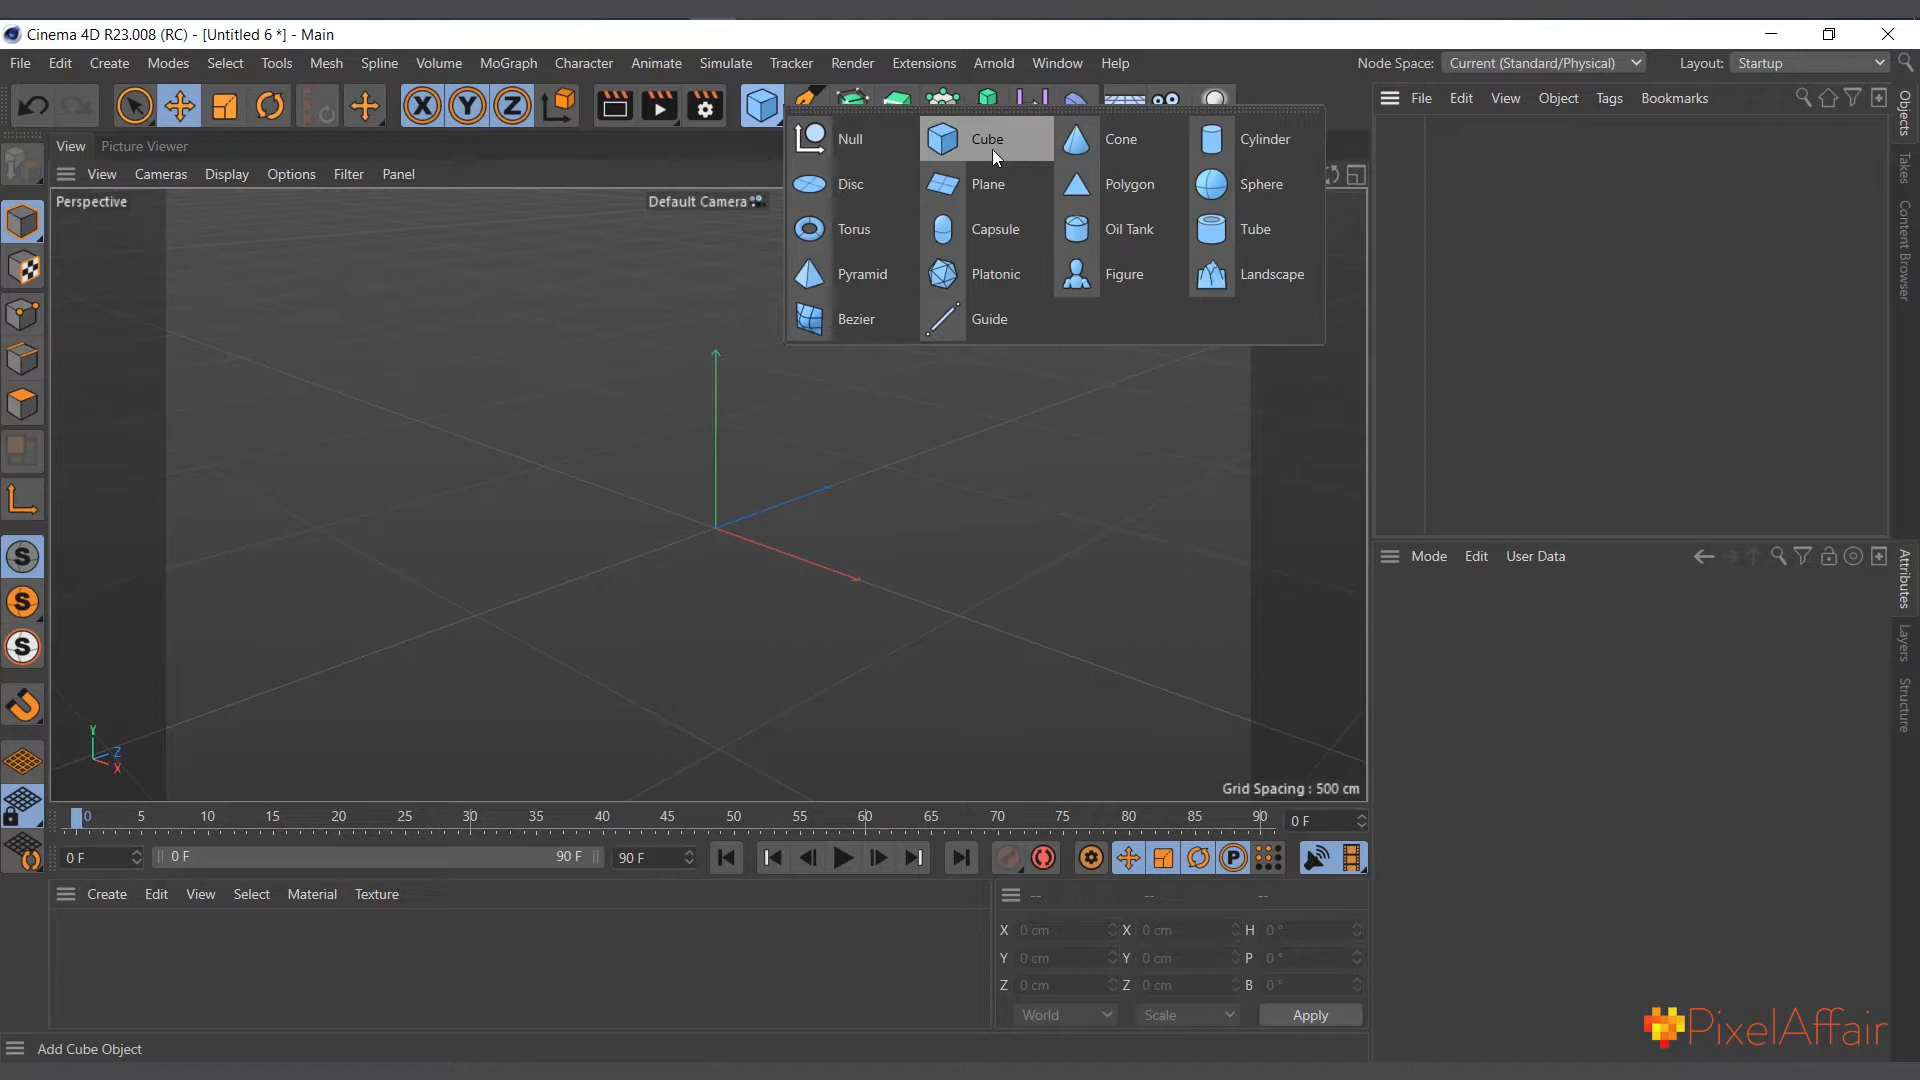 Cinema 4D R23.008 (RC) - [Untitled 6 *] - Main
File Edit Create Modes Select Tools Mesh Spline Volume MoGraph Character Animate Simulate Tracker Render Extensions Arnold Window Help
Node Space: Current (Standard/Physical) Layout: Startup
X Y Z
File Edit View Object Tags Bookmarks
View Picture Viewer
View Cameras Display Options Filter Panel
Perspective
Default Camera
Null Cube Cone Cylinder
Disc Plane Polygon Sphere
Torus Capsule Oil Tank Tube
Pyramid Platonic Figure Landscape
Bezier Guide
Objects
Takes
Content Browser
Mode Edit User Data
Attributes
Layers
Structure
S
S
S
Y
Z
X
Grid Spacing : 500 cm
0 5 10 15 20 25 30 35 40 45 50 55 60 65 70 75 80 85 90 0 F
0 F 0 F 90 F 90 F P
Create Edit View Select Material Texture
-- -- --
X 0 cm X 0 cm H 0 °
Y 0 cm Y 0 cm P 0 °
Z 0 cm Z 0 cm B 0 °
World Scale Apply
Add Cube Object
PixelAffair